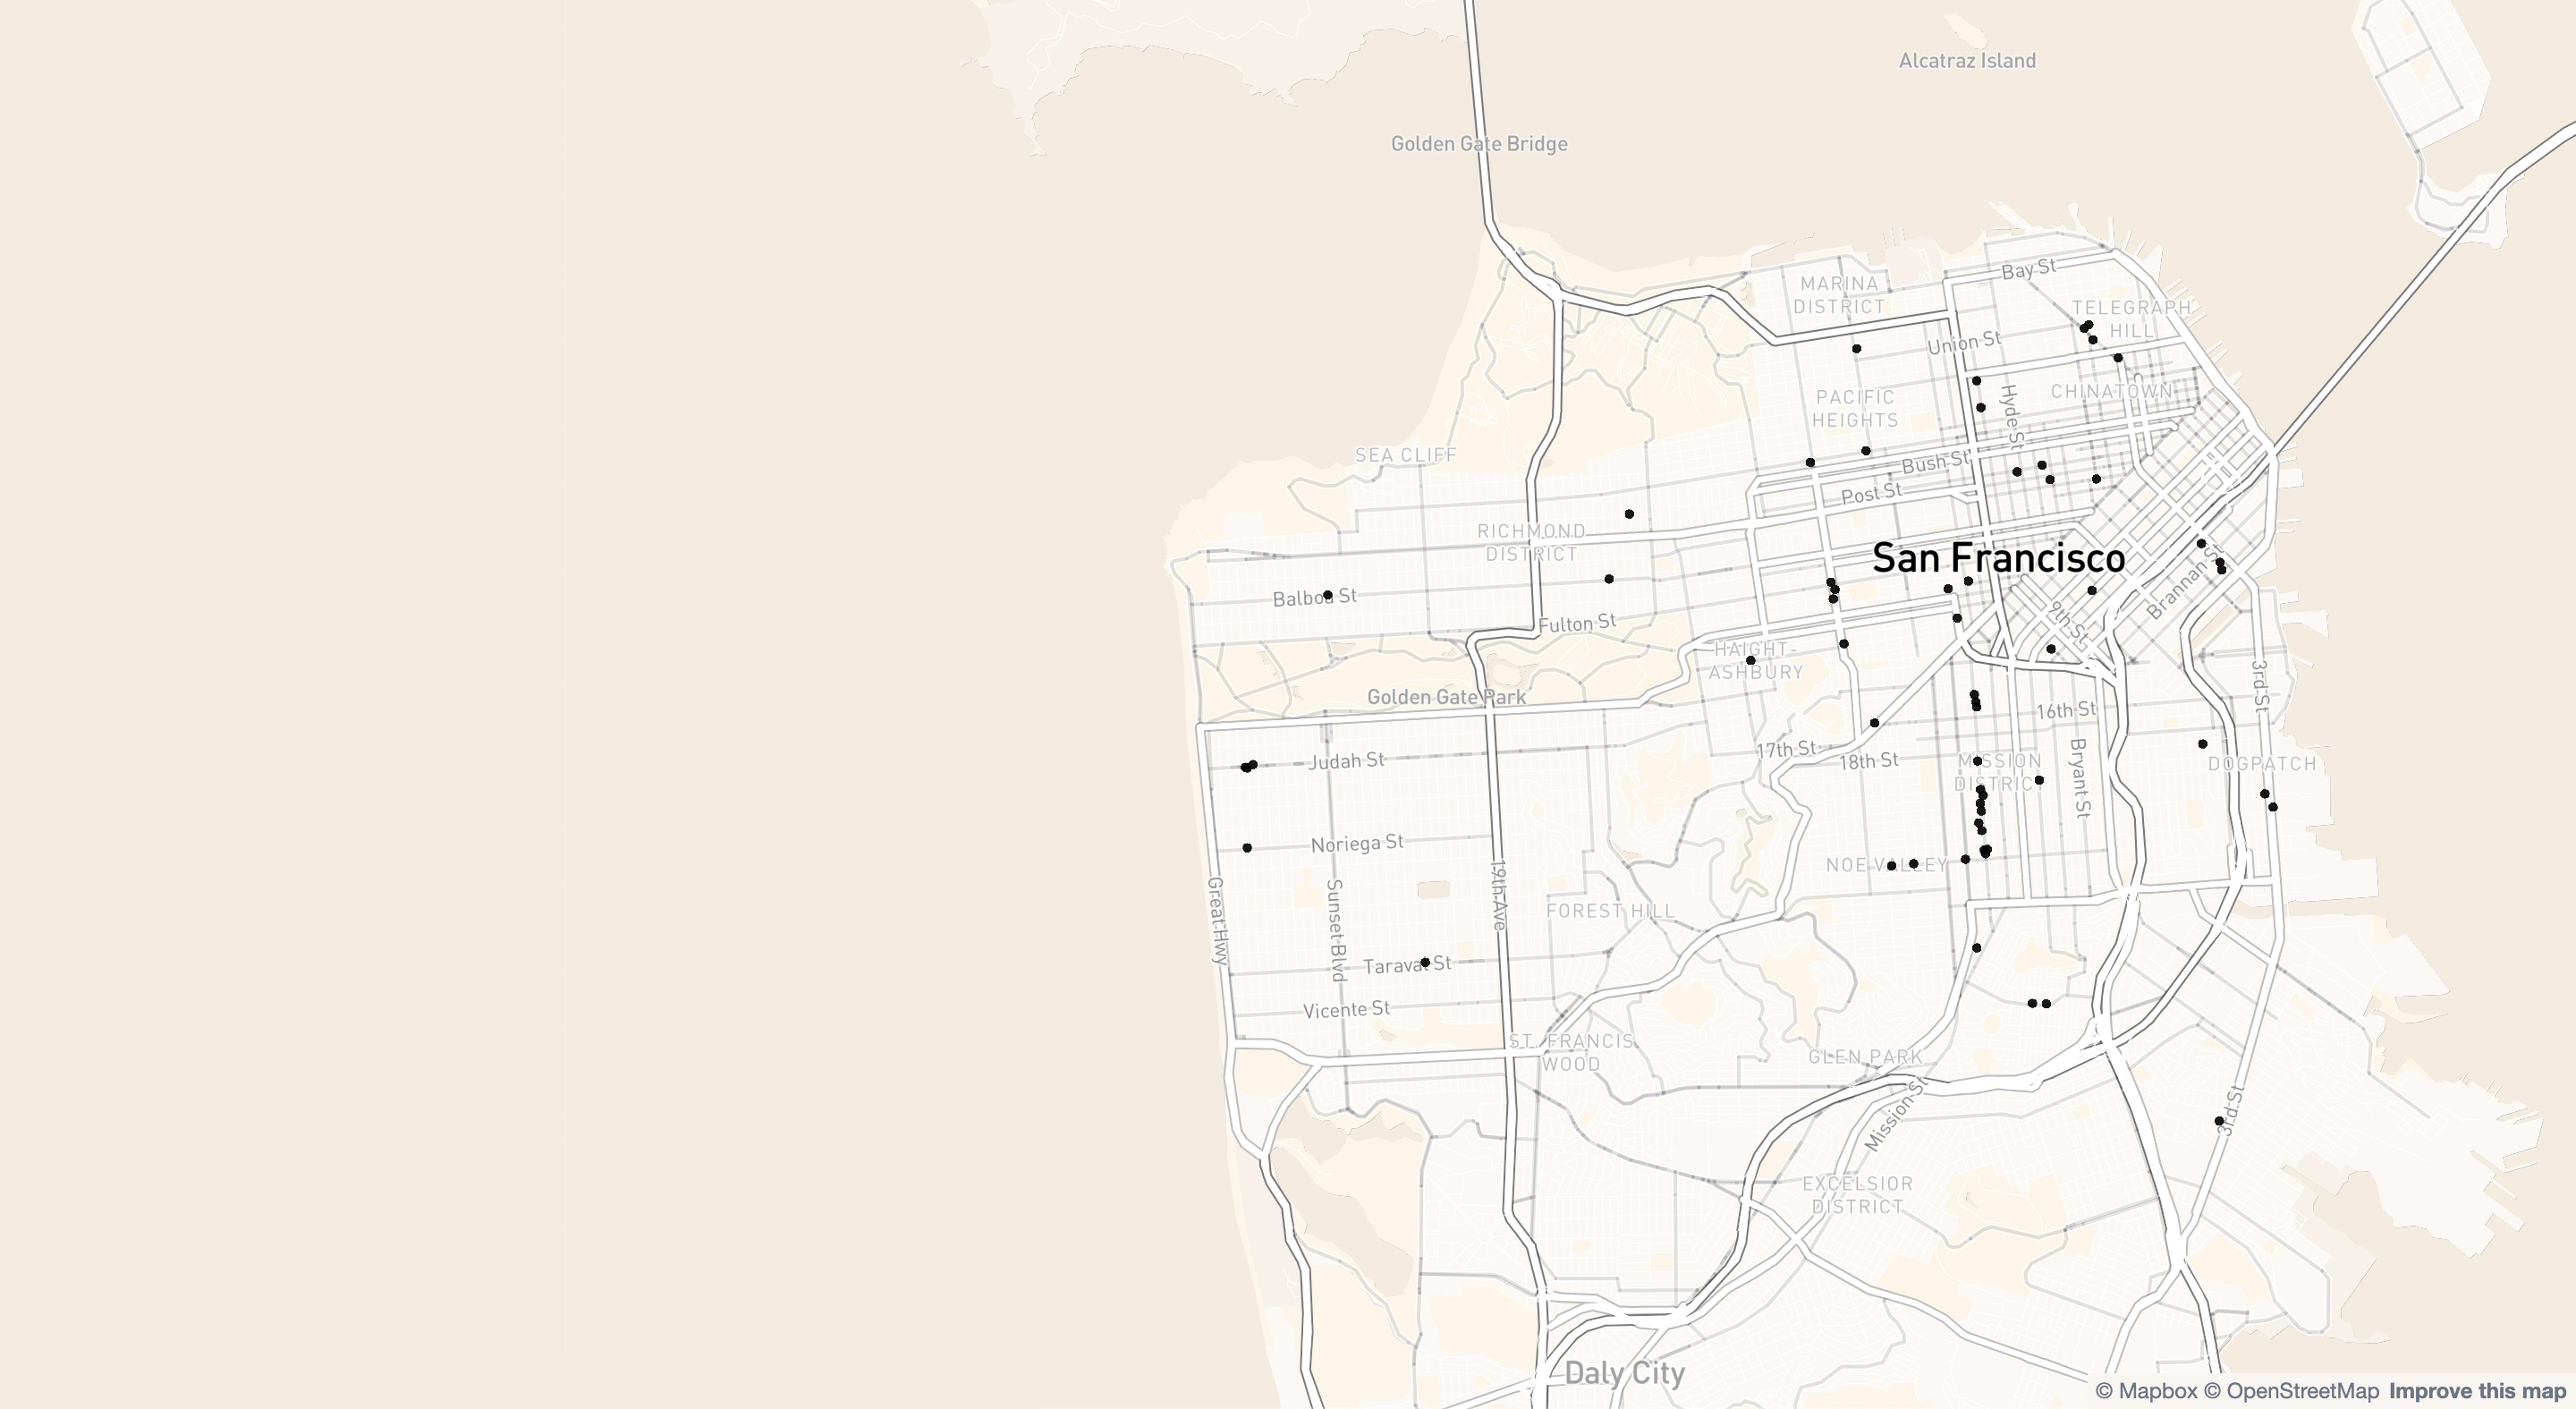 Alcatraz Island
Golden Gate Bridge
Bay St
MARINA
DISTRICT
TELEGRAPH
HILL
Union St
CHINATOWN
Hyde St
PACIFIC
HEIGHTS
SEA CLIFF
Bush St
Post St
RICHMOND
DISTRICT
San Francisco
Brannan St
Balboa St
Fulton St
9th St
HAIGHT-
ASHBURY
3rd St
Golden Gate Park
16th St
17th St
18th St
Judah St
MISSION
DISTRICT
Bryant St
DOGPATCH
Noriega St
NOE VALLEY
Great Hwy
Sunset Blvd
19th Ave
FOREST HILL
Taraval St
Vicente St
ST. FRANCIS
WOOD
GLEN PARK
Mission St
3rd St
EXCELSIOR
DISTRICT
Daly City
© Mapbox © OpenStreetMap Improve this map